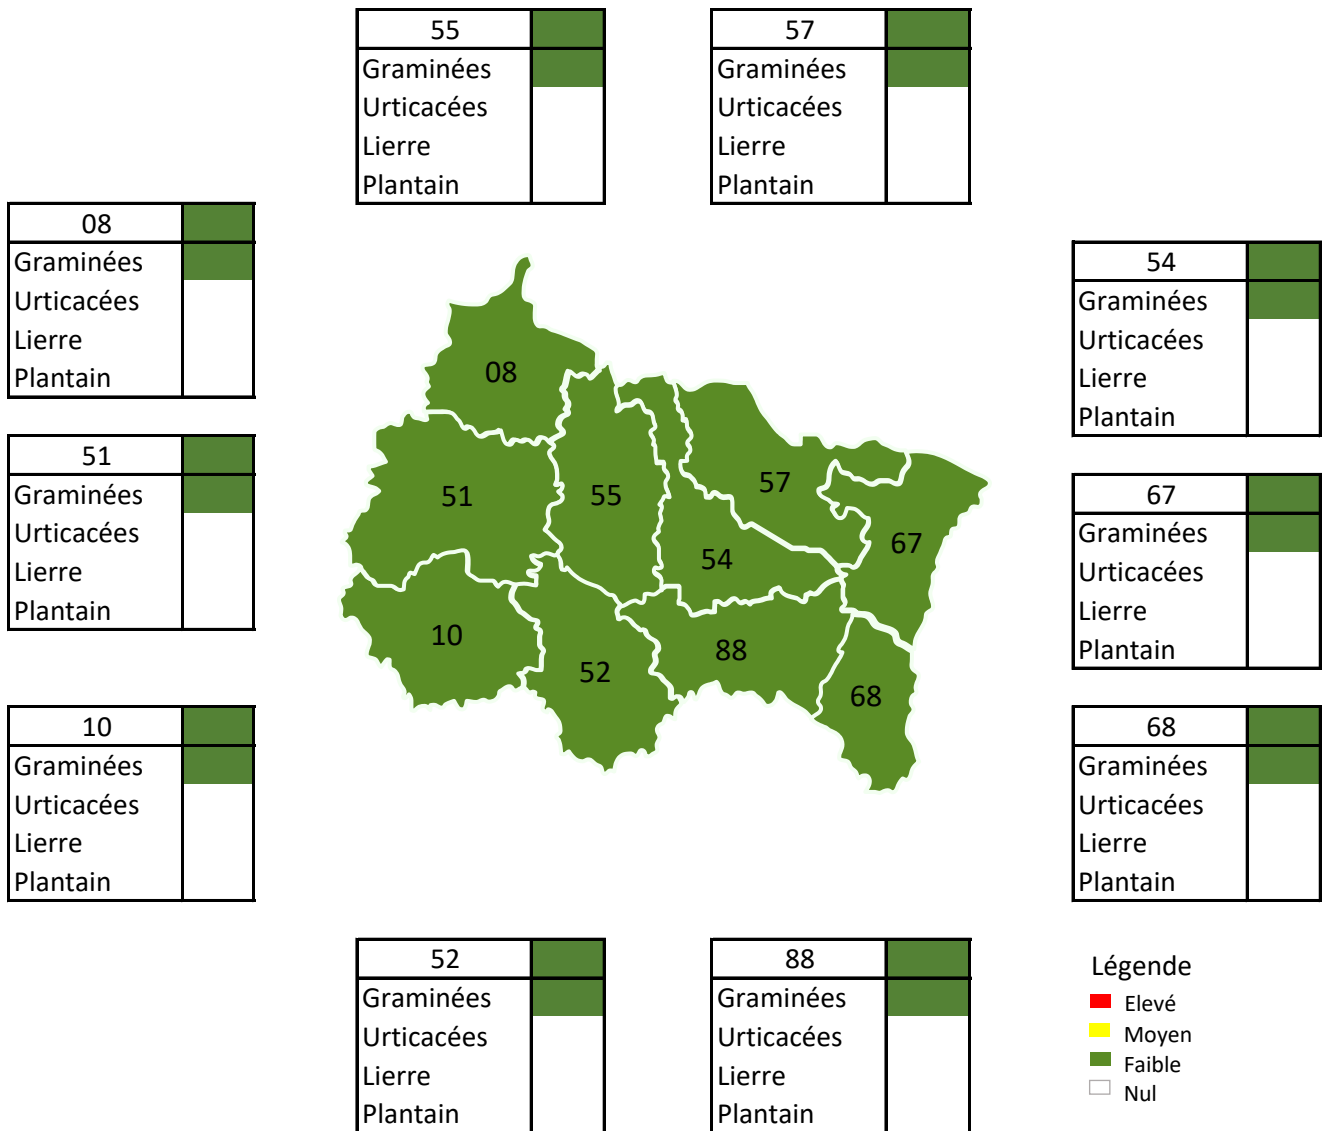 55
Graminées
Urticacées
Lierre
Plantain
57
Graminées
Urticacées
Lierre
Plantain
08
Graminées
Urticacées
Lierre
Plantain
54
Graminées
Urticacées
Lierre
Plantain
51
Graminées
Urticacées
Lierre
Plantain
67
Graminées
Urticacées
Lierre
Plantain
08
51
55
57
67
54
10
52
88
68
10
Graminées
Urticacées
Lierre
Plantain
68
Graminées
Urticacées
Lierre
Plantain
52
Graminées
Urticacées
Lierre
Plantain
88
Graminées
Urticacées
Lierre
Plantain
Légende
Elevé
Moyen
Faible
Nul